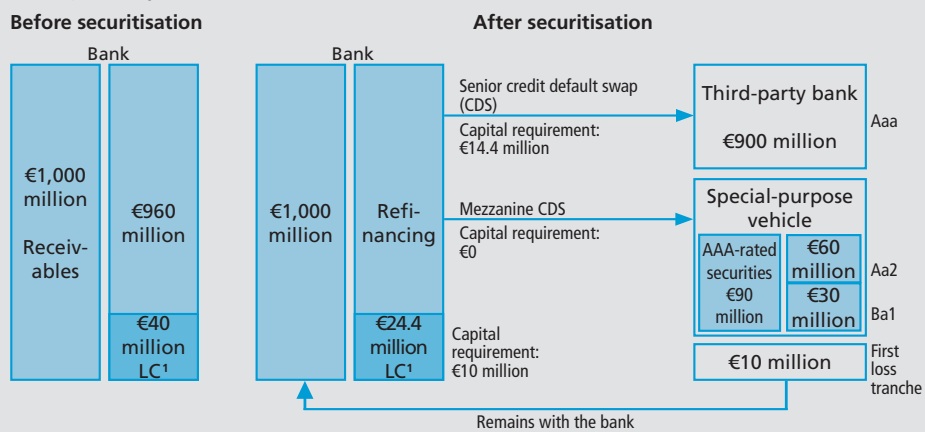 Before securitisation
After securitisation
Bank
€1,000
million
Receiv-
ables
€960
million
€40
million
LC¹
Bank
€1,000
million
Refi-
nancing
€24.4
million
LC¹
Senior credit default swap
(CDS)
Capital requirement:
€14.4 million
Mezzanine CDS
Capital requirement:
€0
Capital
requirement:
€10 million
Third-party bank
€900 million
Aaa
Special-purpose
vehicle
AAA-rated
securities
€90
million
€60
million
Aa2
€30
million
Ba1
€10 million
First
loss
tranche
Remains with the bank